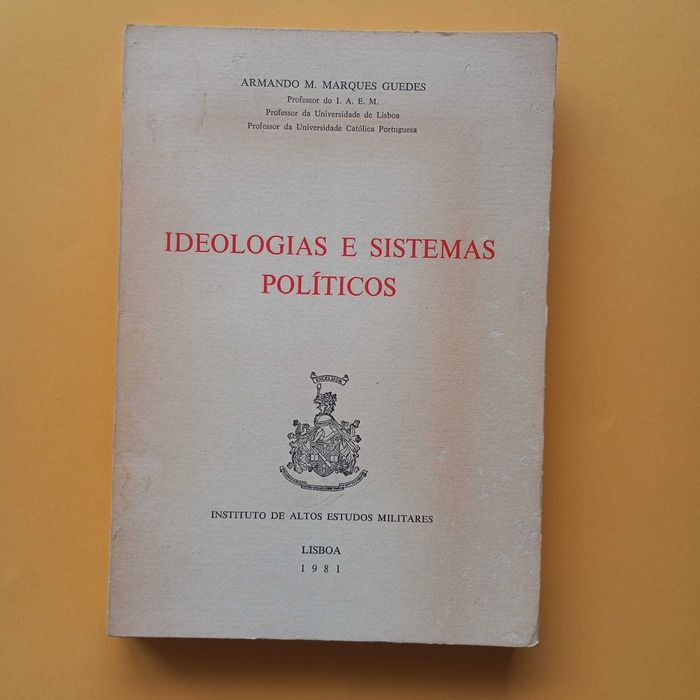 ARMANDO M. MARQUES GUEDES
Professor do I. A. E. M.
Professor da Universidade de Lisboa
Professor da Universidade Católica Portuguesa
IDEOLOGIAS E SISTEMAS
POLÍTICOS
EXCELSIOR
INSTITUTO DE ALTOS ESTUDOS MILITARES
LISBOA
1981